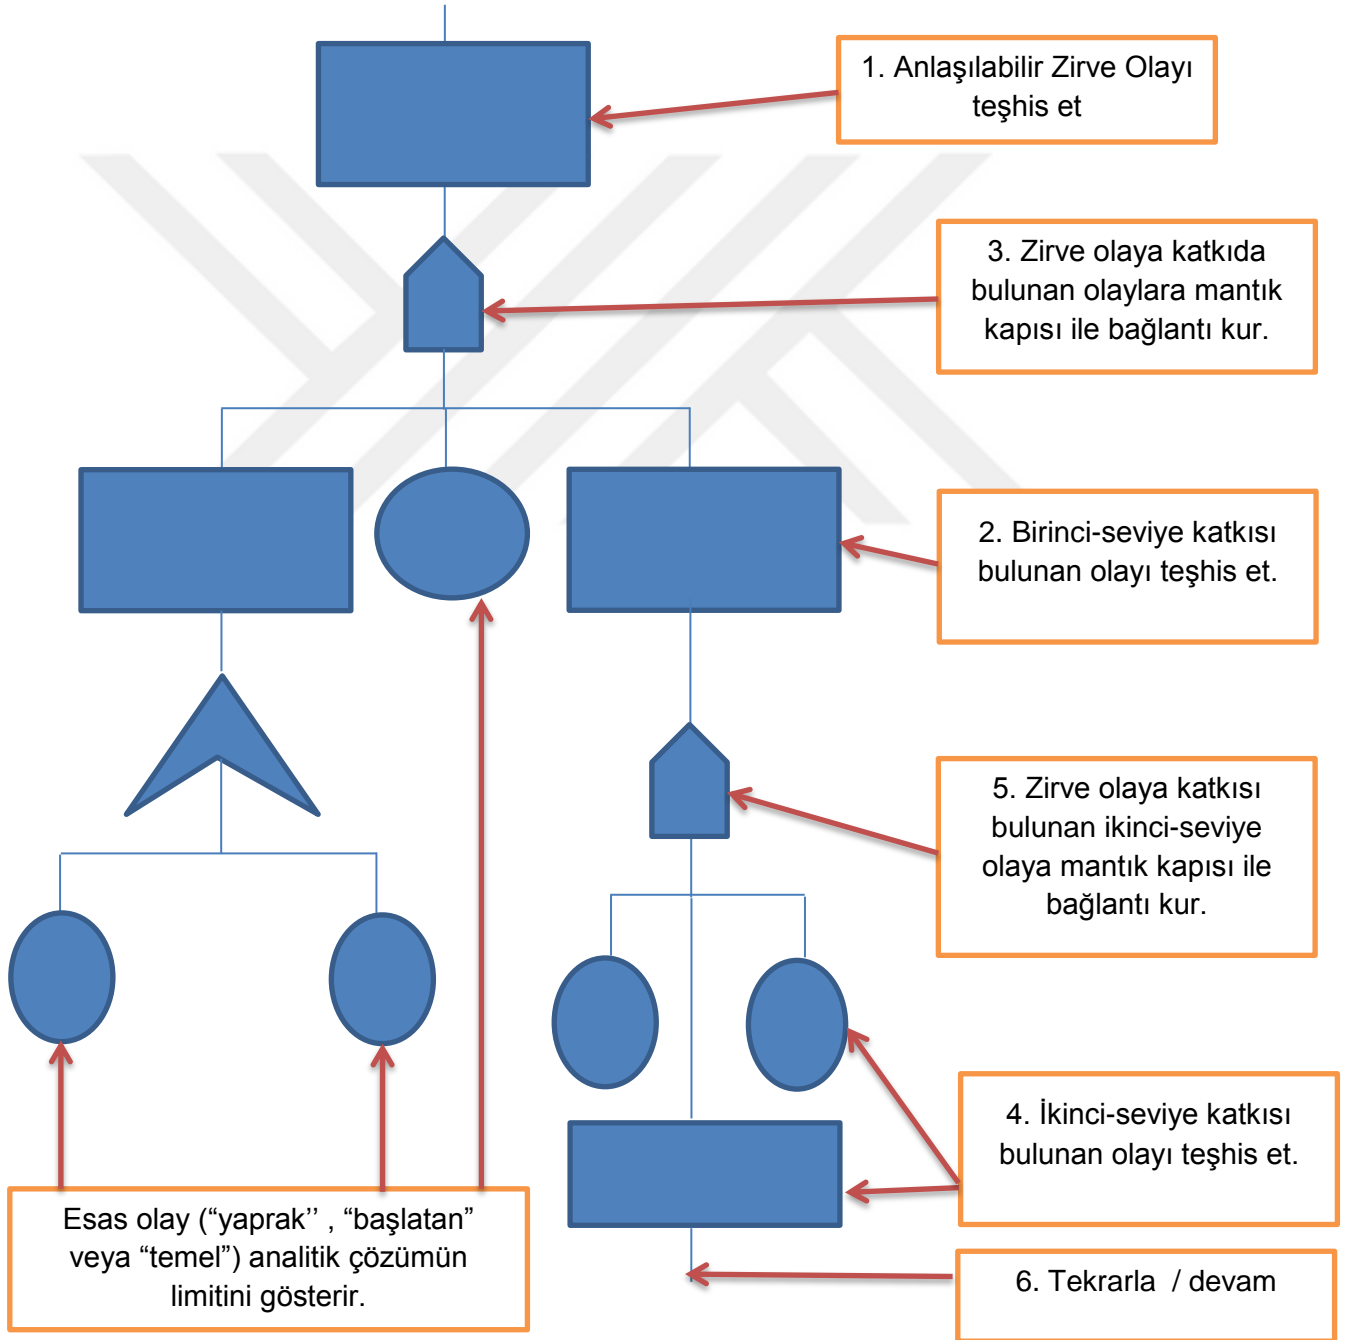 1. Anlaşılabilir Zirve Olayı
teşhis et
3. Zirve olaya katkıda
bulunan olaylara mantık
kapısı ile bağlantı kur.
2. Birinci-seviye katkısı
bulunan olayı teşhis et.
5. Zirve olaya katkısı
bulunan ikinci-seviye
olaya mantık kapısı ile
bağlantı kur.
4. İkinci-seviye katkısı
bulunan olayı teşhis et.
Esas olay (“yaprak’’ , “başlatan”
veya “temel”) analitik çözümün
limitini gösterir.
6. Tekrarla / devam